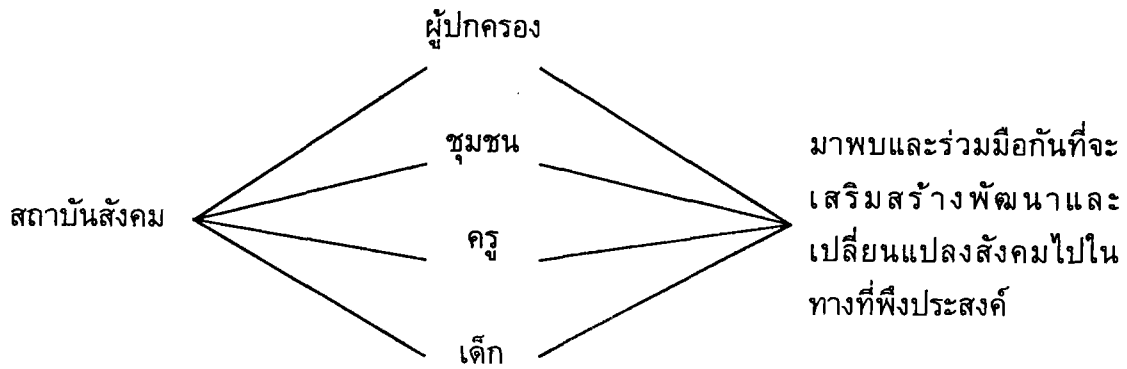 ผู้ปกครอง
ชุมชน
สถาบันสังคม
ครู
เด็ก
มาพบและร่วมมือกันที่จะ
เสริมสร้างพัฒนาและ
เปลี่ยนแปลงสังคมไปใน
ทางที่พึงประสงค์